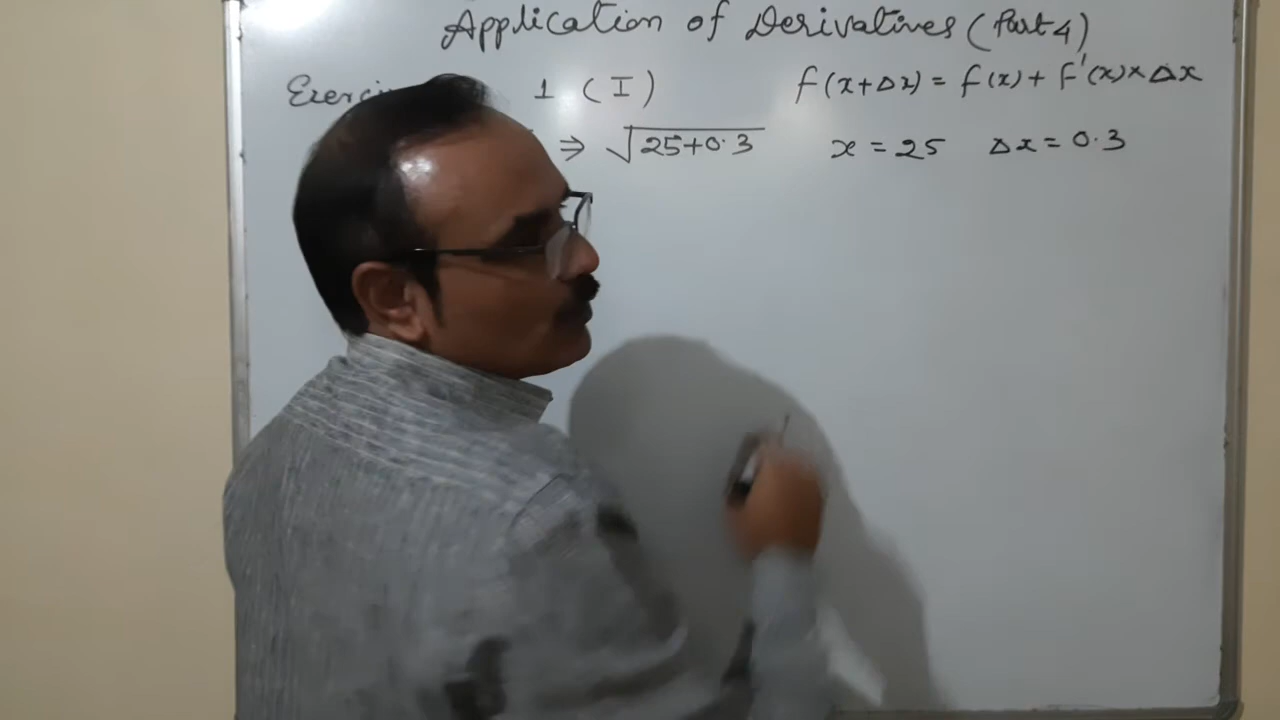 Application of Derivatives (Part 4)
1 (I) f(x+Δx) = f(x) + f'(x) × Δx
⇒ √25+0.3 x = 25 Δx = 0.3